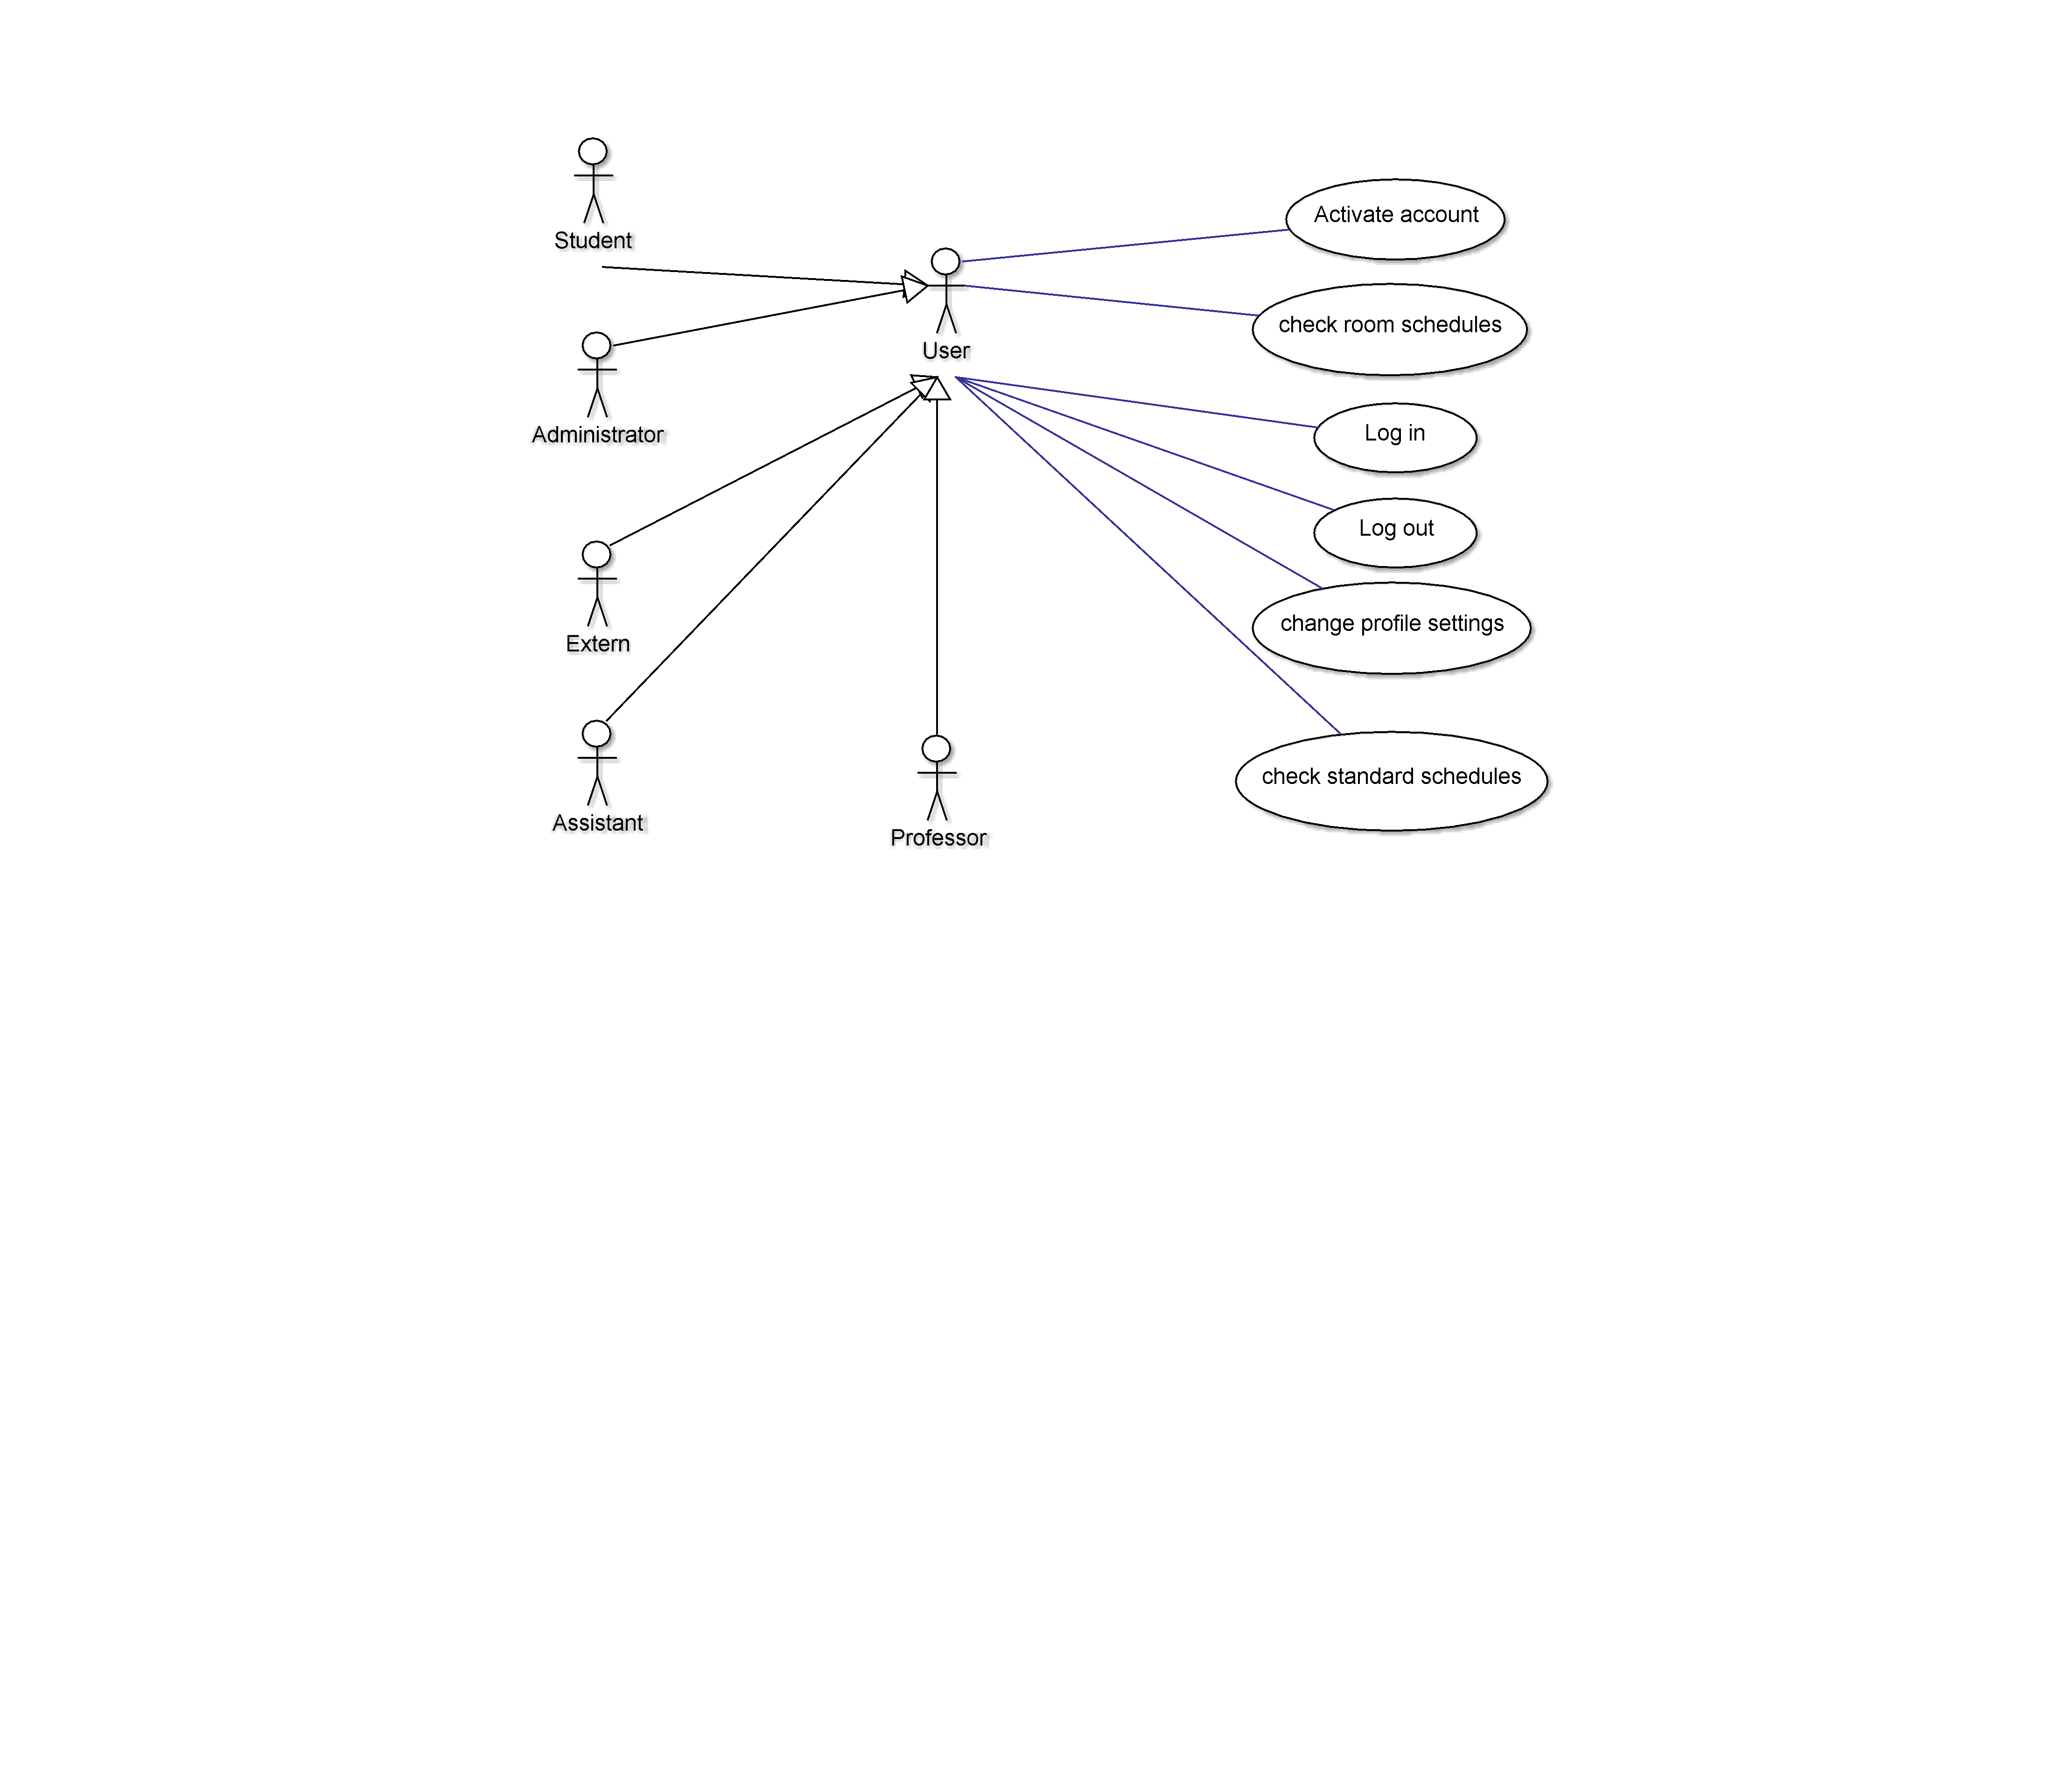 Student
Activate account
check room schedules
User
Administrator
Log in
Log out
change profile settings
Extern
check standard schedules
Assistant
Professor